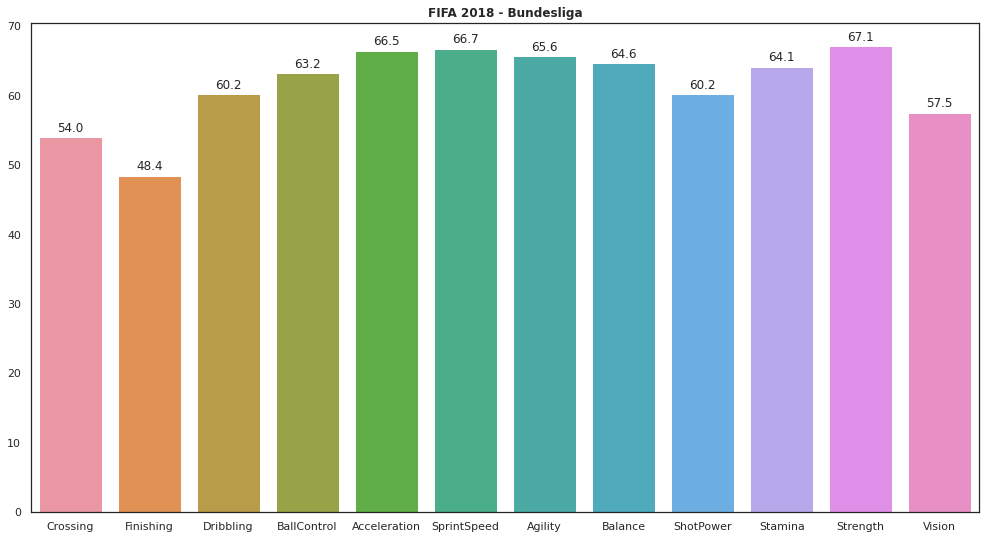 FIFA 2018 - Bundesliga
70
60
50
40
30
20
10
0
54.0
48.4
60.2
63.2
66.5
66.7
65.6
64.6
60.2
64.1
67.1
57.5
Crossing
Finishing
Dribbling
BallControl
Acceleration
SprintSpeed
Agility
Balance
ShotPower
Stamina
Strength
Vision